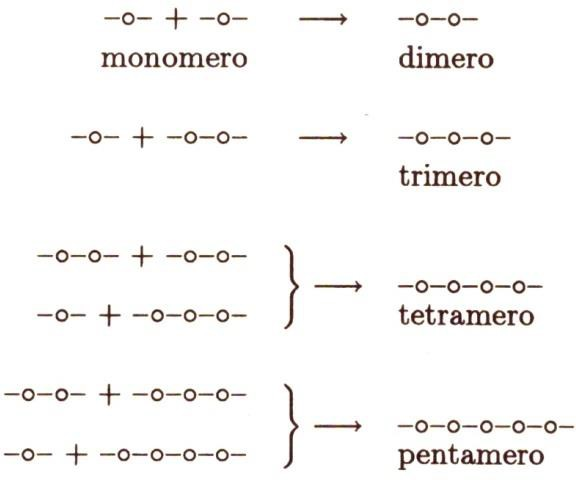 –o– + –o– ⟶ –o–o–
monomero dimero
–o– + –o–o– ⟶ –o–o–o–
trimero
–o–o– + –o–o–
–o– + –o–o–o– } ⟶ –o–o–o–o–
tetramero
–o–o– + –o–o–o–
–o– + –o–o–o–o– } ⟶ –o–o–o–o–o–
pentamero